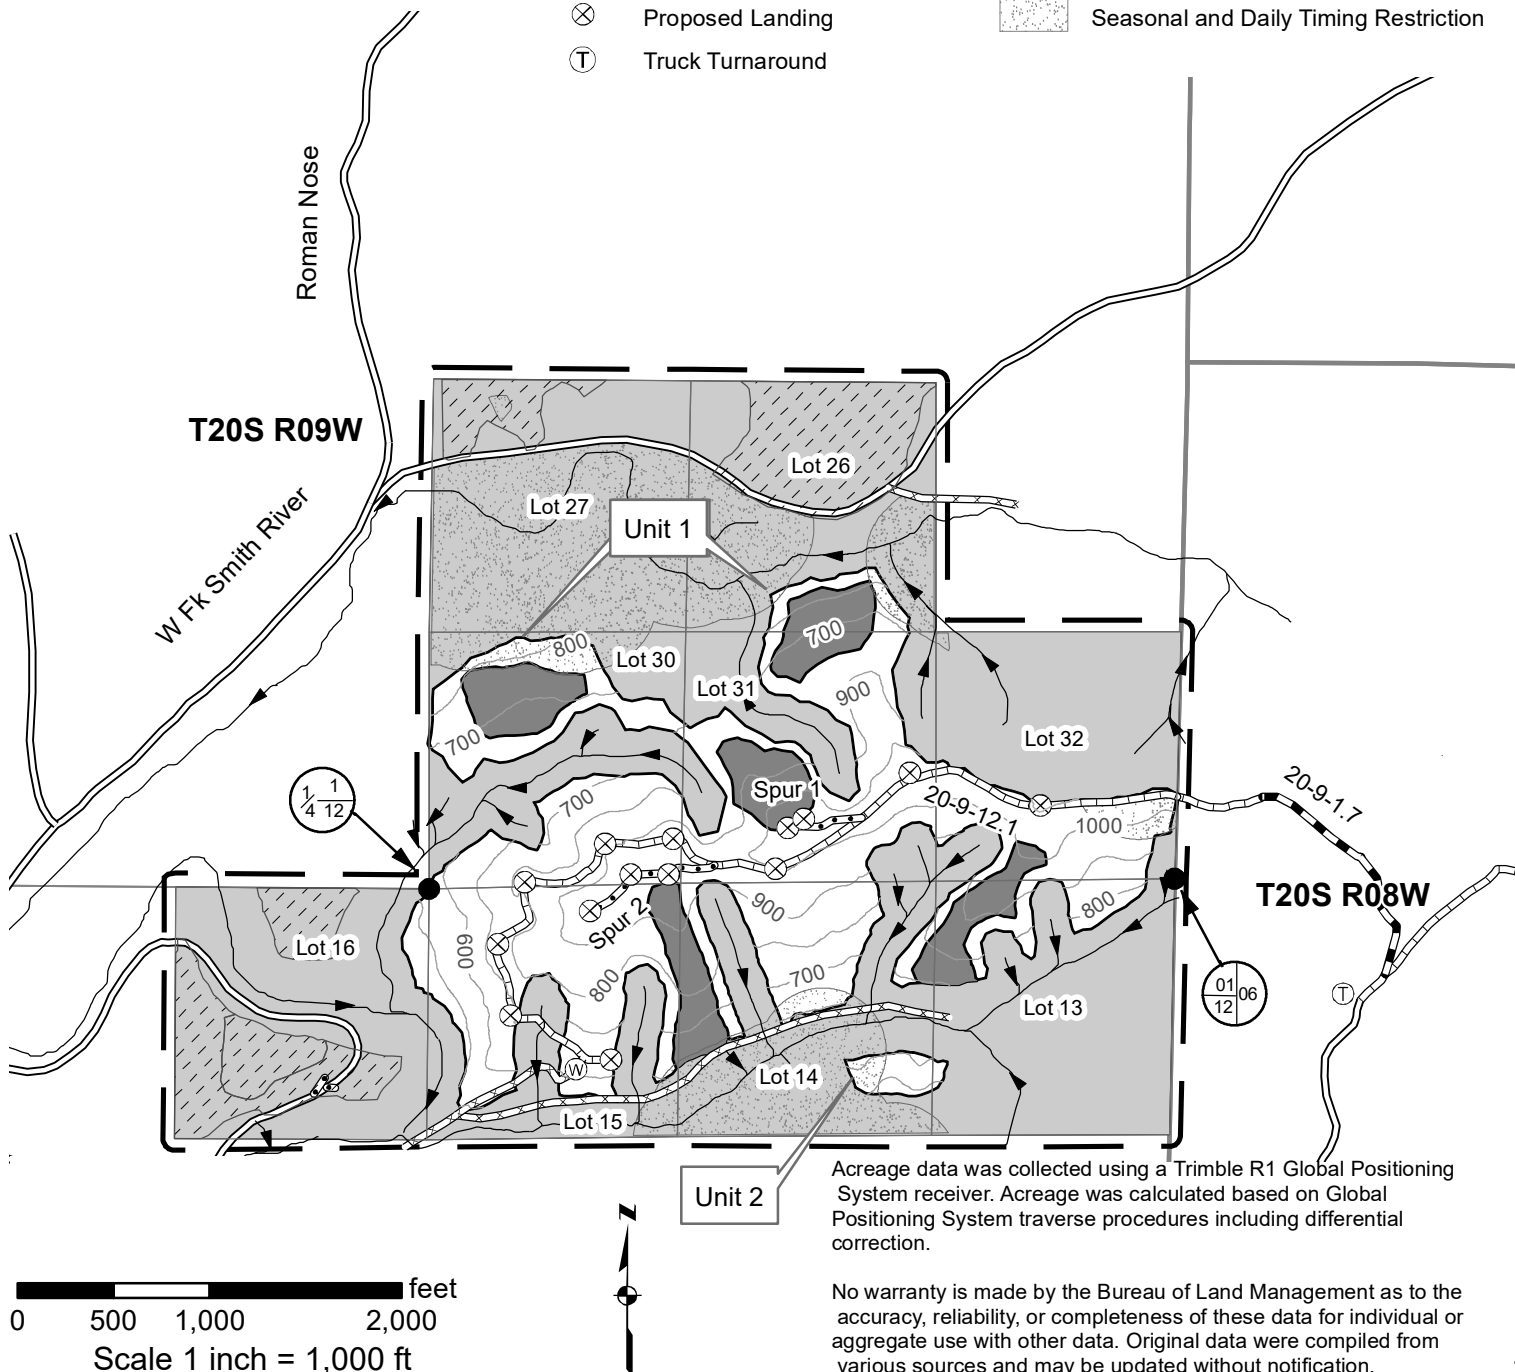 Proposed Landing
Seasonal and Daily Timing Restriction
T
Truck Turnaround
Roman Nose
T20S R09W
W Fk Smith River
Lot 26
Lot 27
Unit 1
700
800
Lot 30
Lot 31
900
700
Lot 32
1/4 1
12
Spur 1
700
20-9-12.1
20-9-1.7
1000
T20S R08W
Lot 16
600
Spur 2
900
800
800
700
Lot 13
01
12 06
T
W
Lot 14
Lot 15
Unit 2
N
feet
0 500 1,000 2,000
Scale 1 inch = 1,000 ft
Acreage data was collected using a Trimble R1 Global Positioning
System receiver. Acreage was calculated based on Global
Positioning System traverse procedures including differential
correction.
No warranty is made by the Bureau of Land Management as to the
accuracy, reliability, or completeness of these data for individual or
aggregate use with other data. Original data were compiled from
various sources and may be updated without notification.